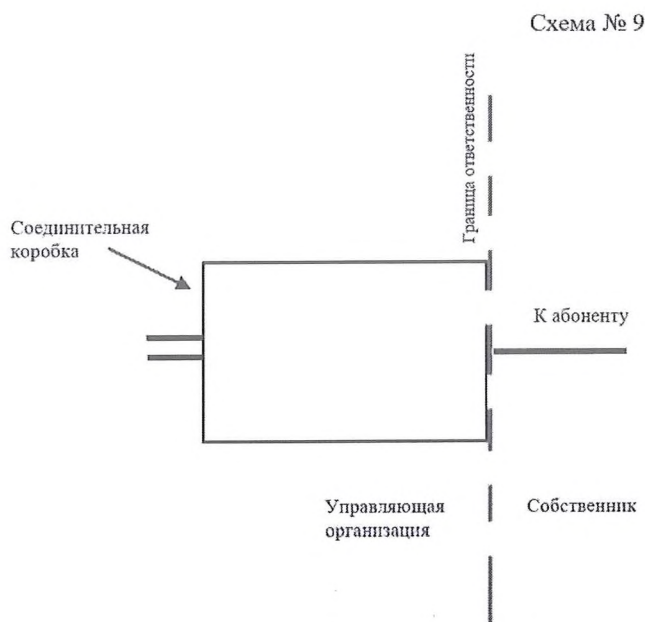 Схема № 9
Граница ответственности
Соединительная
коробка
К абоненту
Управляющая
организация
Собственник